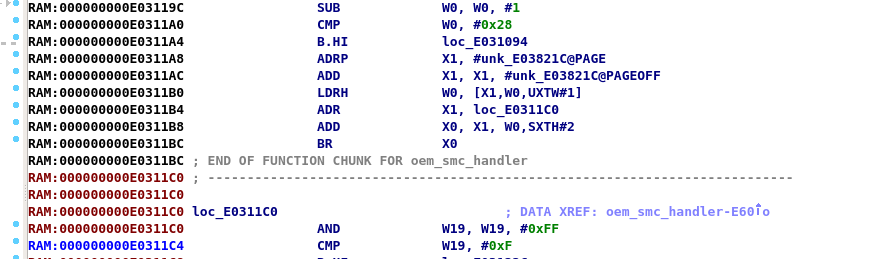 RAM:000000000E03119C SUB W0, W0, #1
RAM:000000000E0311A0 CMP W0, #0x28
RAM:000000000E0311A4 B.HI loc_E031094
RAM:000000000E0311A8 ADRP X1, #unk_E03821C@PAGE
RAM:000000000E0311AC ADD X1, X1, #unk_E03821C@PAGEOFF
RAM:000000000E0311B0 LDRH W0, [X1,W0,UXTW#1]
RAM:000000000E0311B4 ADR X1, loc_E0311C0
RAM:000000000E0311B8 ADD X0, X1, W0,SXTH#2
RAM:000000000E0311BC BR X0
RAM:000000000E0311BC ; END OF FUNCTION CHUNK FOR oem_smc_handler
RAM:000000000E0311C0 ; ---------------------------------------------------------------------------
RAM:000000000E0311C0
RAM:000000000E0311C0 loc_E0311C0 ; DATA XREF: oem_smc_handler-E60↑o
RAM:000000000E0311C0 AND W19, W19, #0xFF
RAM:000000000E0311C4 CMP W19, #0xF